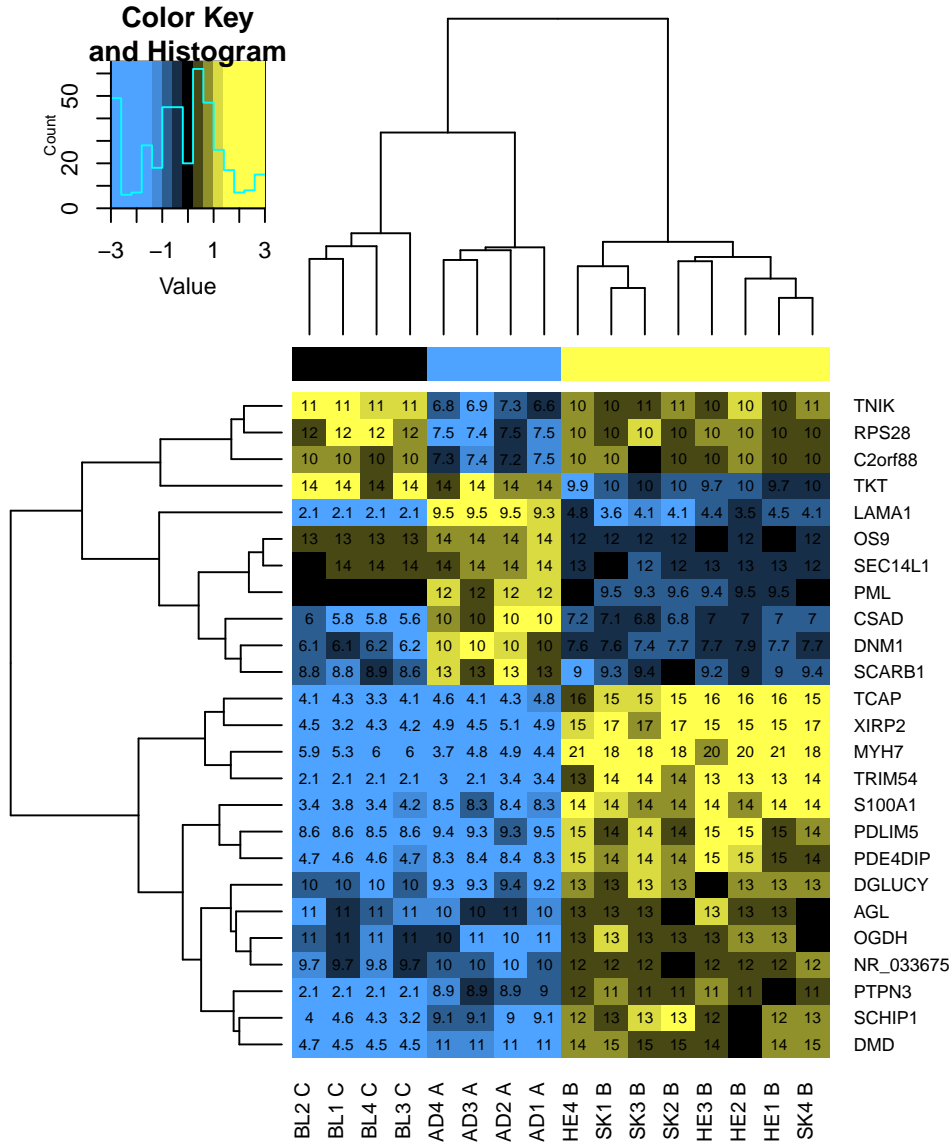 Color Key
and Histogram
Count
0 20 50
−3 −1 1 3
Value
11 11 11 11 6.8 6.9 7.3 6.6 10 10 11 11 10 10 10 11 TNIK
12 12 12 12 7.5 7.4 7.5 7.5 10 10 10 10 10 10 10 10 RPS28
10 10 10 10 7.3 7.4 7.2 7.5 10 10 10 10 10 10 10 C2orf88
14 14 14 14 14 14 14 14 9.9 10 10 10 9.7 10 9.7 10 TKT
2.1 2.1 2.1 2.1 9.5 9.5 9.5 9.3 4.8 3.6 4.1 4.1 4.4 3.5 4.5 4.1 LAMA1
13 13 13 13 14 14 14 14 12 12 12 12 12 12 OS9
14 14 14 14 14 14 14 13 12 12 13 13 13 12 SEC14L1
12 12 12 12 9.5 9.3 9.6 9.4 9.5 9.5 PML
6 5.8 5.8 5.6 10 10 10 10 7.2 7.1 6.8 6.8 7 7 7 7 CSAD
6.1 6.1 6.2 6.2 10 10 10 10 7.6 7.6 7.4 7.7 7.7 7.9 7.7 7.7 DNM1
8.8 8.8 8.9 8.6 13 13 13 13 9 9.3 9.4 9.2 9 9 9.4 SCARB1
4.1 4.3 3.3 4.1 4.6 4.1 4.3 4.8 16 15 15 15 16 16 16 15 TCAP
4.5 3.2 4.3 4.2 4.9 4.5 5.1 4.9 15 17 17 17 15 15 15 17 XIRP2
5.9 5.3 6 6 3.7 4.8 4.9 4.4 21 18 18 18 20 20 21 18 MYH7
2.1 2.1 2.1 2.1 3 2.1 3.4 3.4 13 14 14 14 13 13 13 14 TRIM54
3.4 3.8 3.4 4.2 8.5 8.3 8.4 8.3 14 14 14 14 14 14 14 14 S100A1
8.6 8.6 8.5 8.6 9.4 9.3 9.3 9.5 15 14 14 14 15 15 15 14 PDLIM5
4.7 4.6 4.6 4.7 8.3 8.4 8.4 8.3 15 14 14 14 15 15 15 14 PDE4DIP
10 10 10 10 9.3 9.3 9.4 9.2 13 13 13 13 13 13 13 DGLUCY
11 11 11 11 10 10 11 10 13 13 13 13 13 13 AGL
11 11 11 11 10 11 10 11 13 13 13 13 13 13 13 OGDH
9.7 9.7 9.8 9.7 10 10 10 10 12 12 12 12 12 12 12 NR_033675
2.1 2.1 2.1 2.1 8.9 8.9 8.9 9 12 11 11 11 11 11 11 PTPN3
4 4.6 4.3 3.2 9.1 9.1 9 9.1 12 13 13 13 12 12 13 SCHIP1
4.7 4.5 4.5 4.5 11 11 11 11 14 15 15 15 14 14 15 DMD
BL2 C
BL1 C
BL4 C
BL3 C
AD4 A
AD3 A
AD2 A
AD1 A
HE4 B
SK1 B
SK3 B
SK2 B
HE3 B
HE2 B
HE1 B
SK4 B